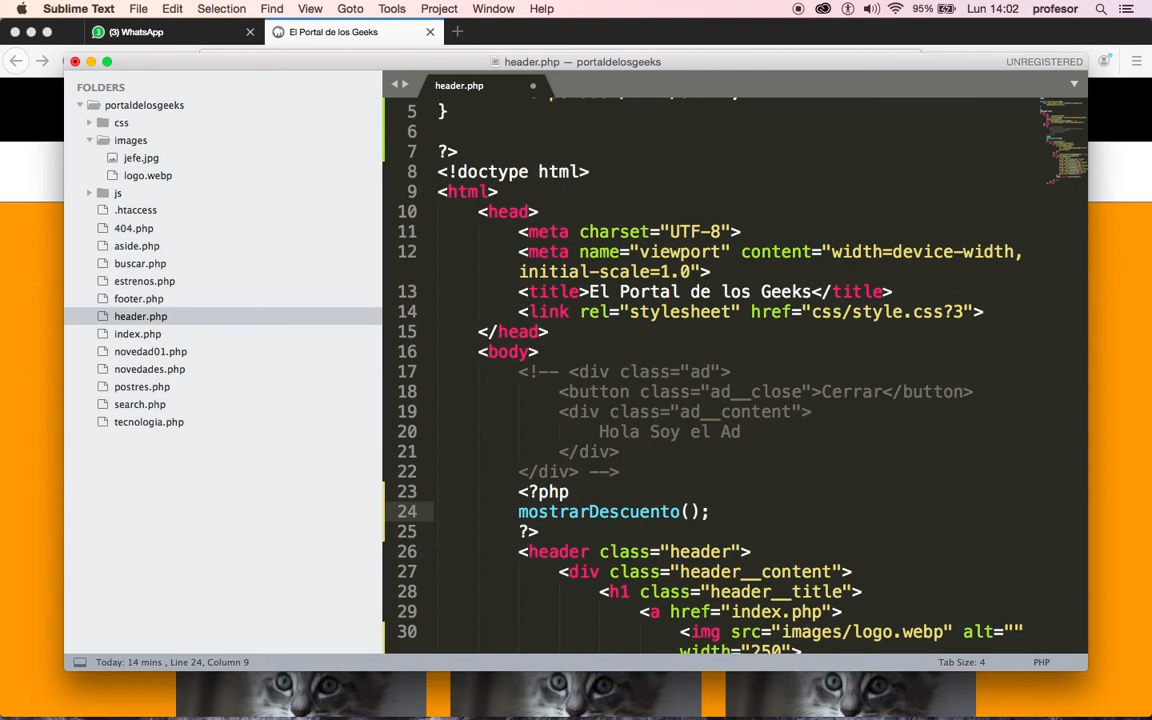 Sublime Text File Edit Selection Find View Goto Tools Project Window Help 95% Lun 14:02 profesor
(3) WhatsApp El Portal de los Geeks
header.php — portaldelosgeeks UNREGISTERED
FOLDERS
portaldelosgeeks
css
images
jefe.jpg
logo.webp
js
.htaccess
404.php
aside.php
buscar.php
estrenos.php
footer.php
header.php
index.php
novedad01.php
novedades.php
postres.php
search.php
tecnologia.php
header.php
5 }
6
7 ?>
8 <!doctype html>
9 <html>
10 <head>
11 <meta charset="UTF-8">
12 <meta name="viewport" content="width=device-width,
initial-scale=1.0">
13 <title>El Portal de los Geeks</title>
14 <link rel="stylesheet" href="css/style.css?3">
15 </head>
16 <body>
17 <!-- <div class="ad">
18 <button class="ad__close">Cerrar</button>
19 <div class="ad__content">
20 Hola Soy el Ad
21 </div>
22 </div> -->
23 <?php
24 mostrarDescuento();
25 ?>
26 <header class="header">
27 <div class="header__content">
28 <h1 class="header__title">
29 <a href="index.php">
30 <img src="images/logo.webp" alt=""
width="250">
Today: 14 mins, Line 24, Column 9 Tab Size: 4 PHP